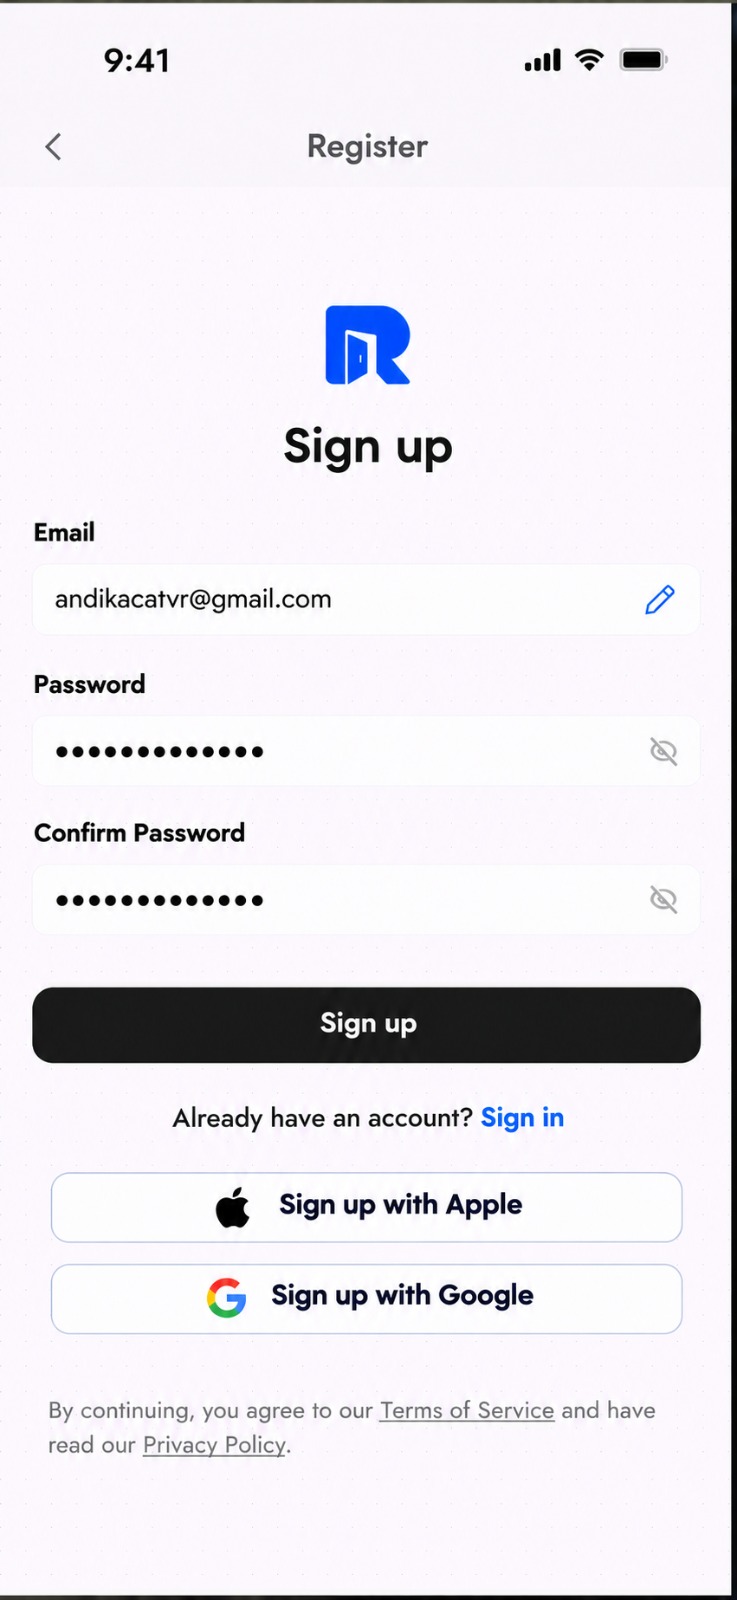 9:41
Register
Sign up
Email
andikacatvr@gmail.com
Password
•••••••••••••
Confirm Password
•••••••••••••
Sign up
Already have an account? Sign in
Sign up with Apple
Sign up with Google
By continuing, you agree to our Terms of Service and have
read our Privacy Policy.